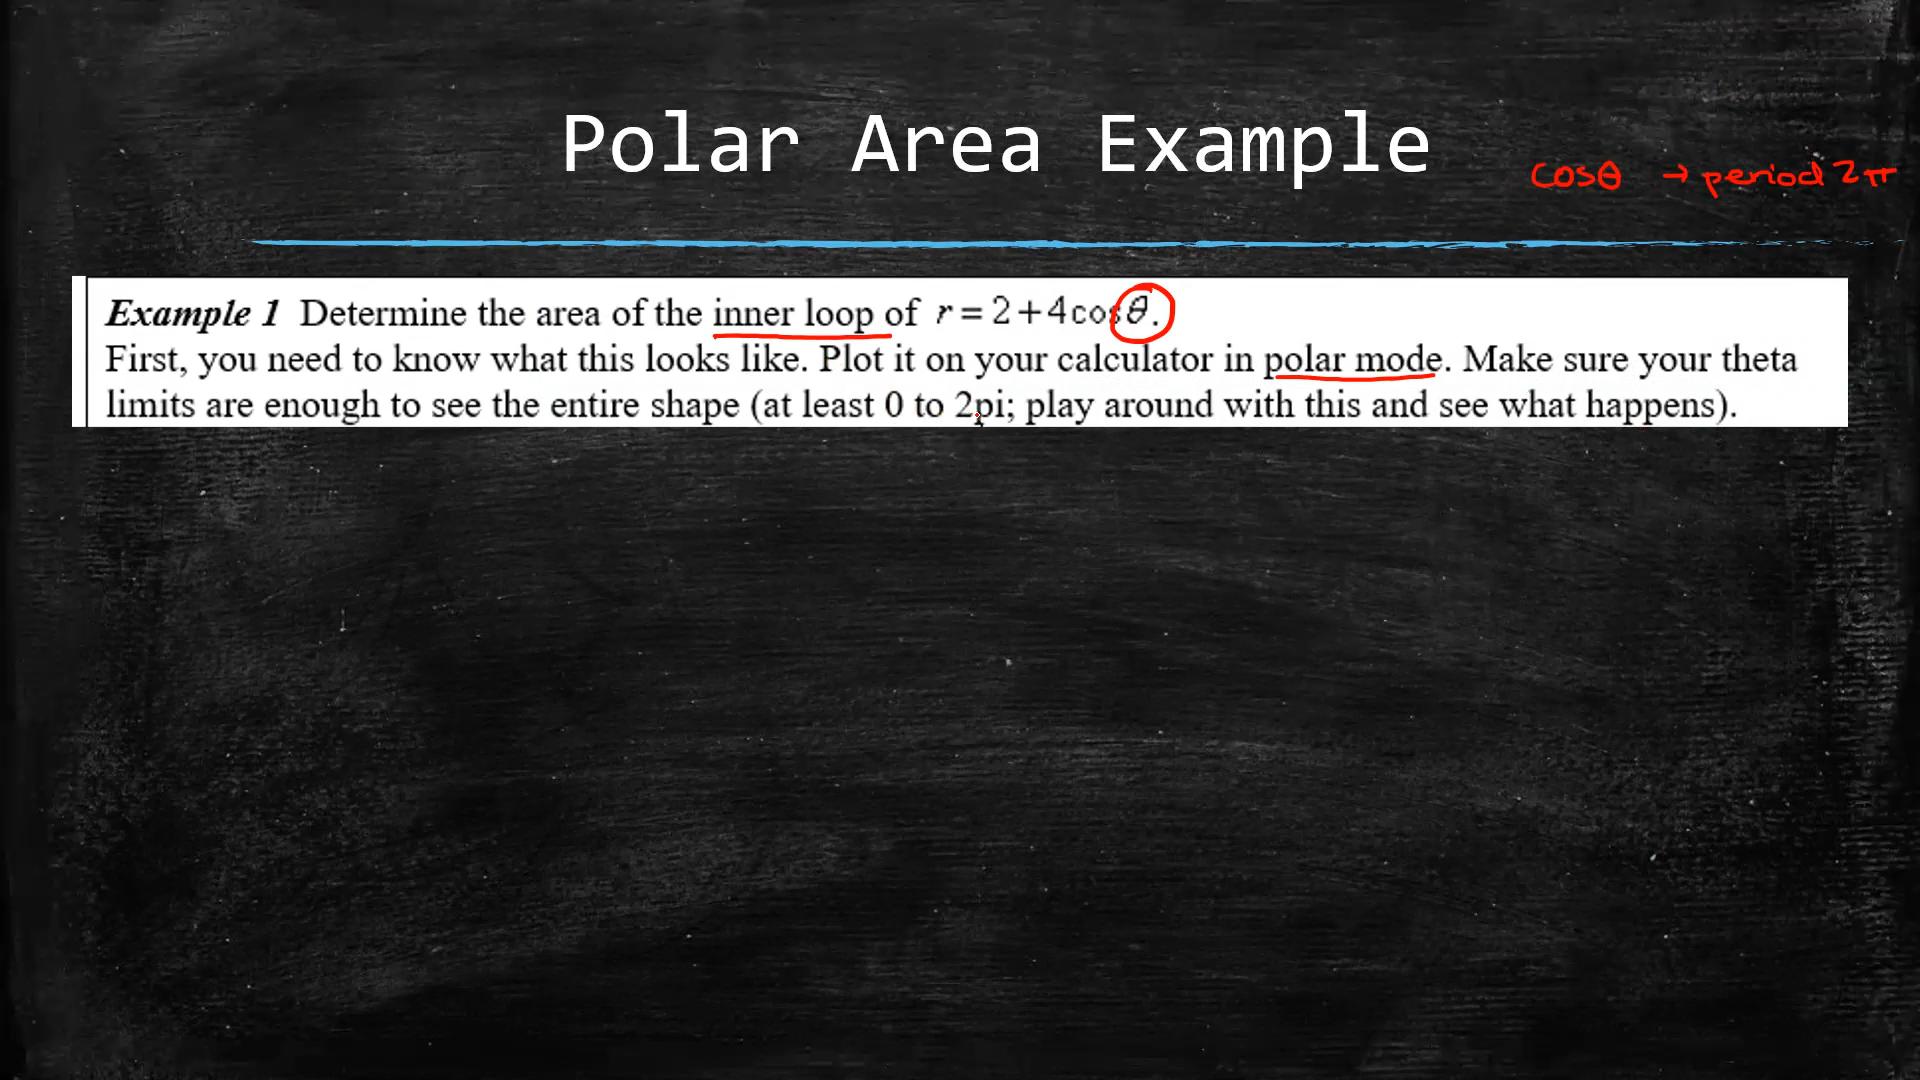 Polar Area Example
cosθ → period 2π
Example 1 Determine the area of the inner loop of r = 2 + 4cosθ.
First, you need to know what this looks like. Plot it on your calculator in polar mode. Make sure your theta
limits are enough to see the entire shape (at least 0 to 2pi; play around with this and see what happens).